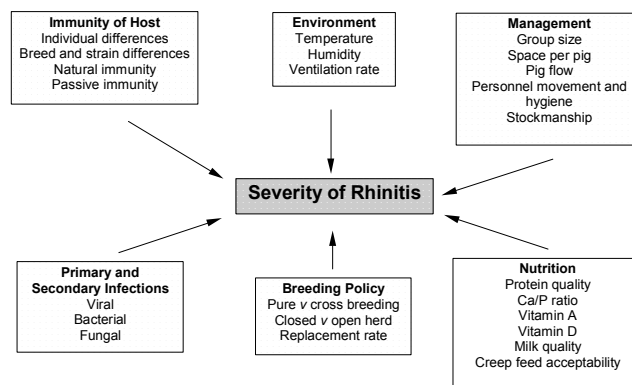 Immunity of Host
Individual differences
Breed and strain differences
Natural immunity
Passive immunity
Environment
Temperature
Humidity
Ventilation rate
Management
Group size
Space per pig
Pig flow
Personnel movement and
hygiene
Stockmanship
Severity of Rhinitis
Primary and
Secondary Infections
Viral
Bacterial
Fungal
Breeding Policy
Pure v cross breeding
Closed v open herd
Replacement rate
Nutrition
Protein quality
Ca/P ratio
Vitamin A
Vitamin D
Milk quality
Creep feed acceptability